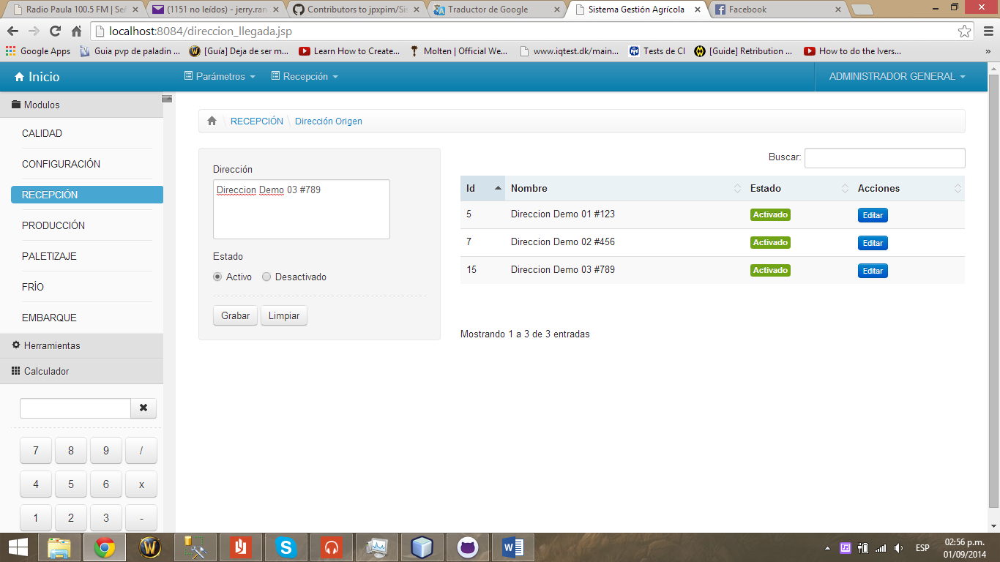 Radio Paula 100.5 FM | Señ
(1151 no leídos) - jerry.ran
Contributors to jpxpim/Sis
Traductor de Google
Sistema Gestión Agrícola
Facebook
localhost:8084/direccion_llegada.jsp
Google Apps
Guia pvp de paladin ...
[Guía] Deja de ser m...
Learn How to Create...
Molten | Official We...
www.iqtest.dk/main...
Tests de CI
[Guide] Retribution ...
How to do the Ivers...
»
Inicio
Parámetros
Recepción
ADMINISTRADOR GENERAL
Modulos
CALIDAD
CONFIGURACIÓN
RECEPCIÓN
PRODUCCIÓN
PALETIZAJE
FRÍO
EMBARQUE
Herramientas
Calculador
7 8 9 /
4 5 6 x
1 2 3 -
RECEPCIÓN \ Dirección Origen
Dirección
Direccion Demo 03 #789
Estado
Activo Desactivado
Grabar Limpiar
Buscar:
Id Nombre Estado Acciones
5 Direccion Demo 01 #123 Activado Editar
7 Direccion Demo 02 #456 Activado Editar
15 Direccion Demo 03 #789 Activado Editar
Mostrando 1 a 3 de 3 entradas
ESP
02:56 p.m.
01/09/2014